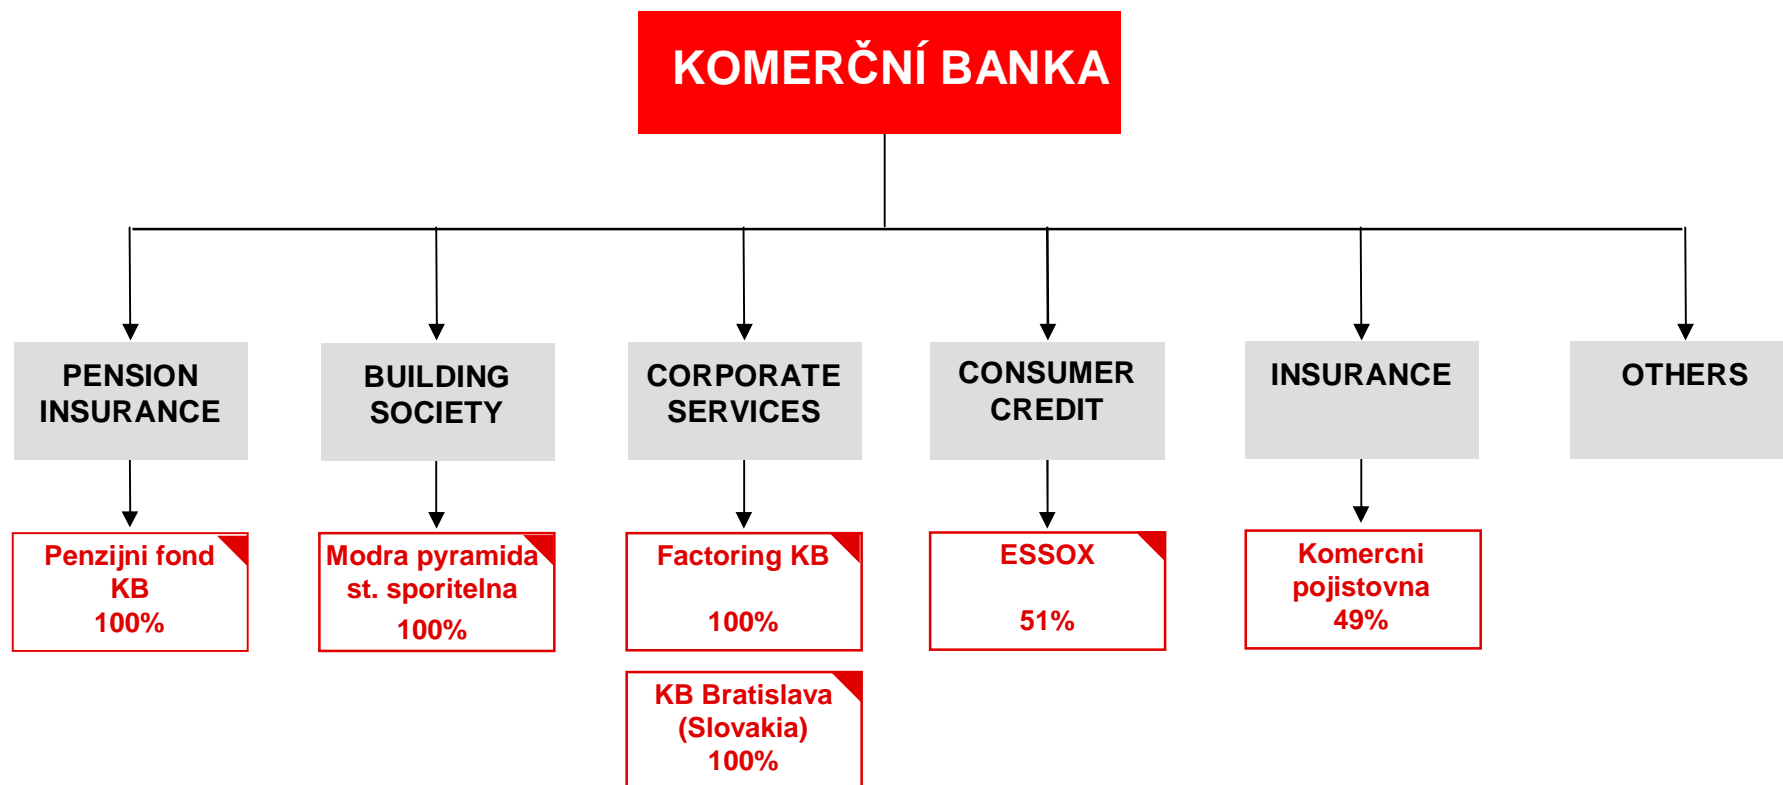 KOMERČNÍ BANKA
PENSION
INSURANCE
BUILDING
SOCIETY
CORPORATE
SERVICES
CONSUMER
CREDIT
INSURANCE
OTHERS
Penzijni fond
KB
100%
Modra pyramida
st. sporitelna
100%
Factoring KB
100%
ESSOX
51%
Komercni
pojistovna
49%
KB Bratislava
(Slovakia)
100%